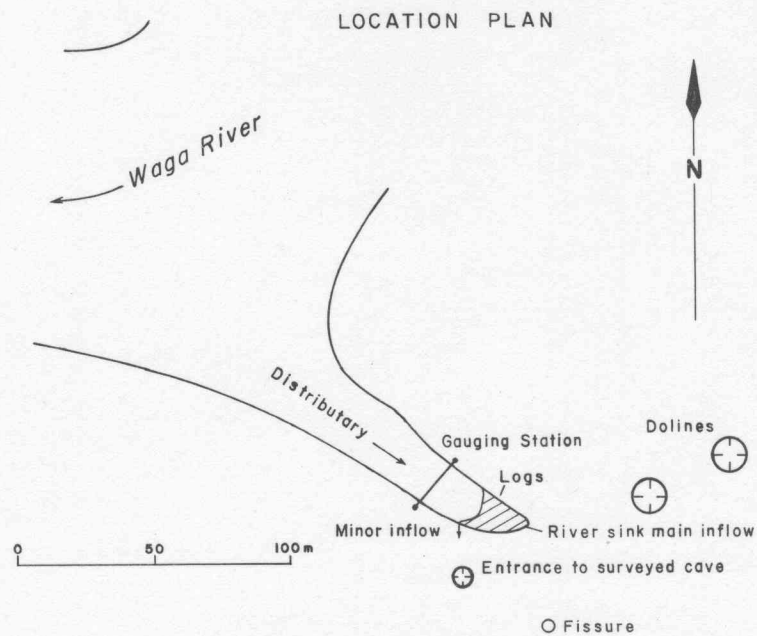 LOCATION PLAN
Waga River
N
Distributary
Dolines
Gauging Station
Logs
Minor inflow
River sink main inflow
0 50 100m
Entrance to surveyed cave
Fissure